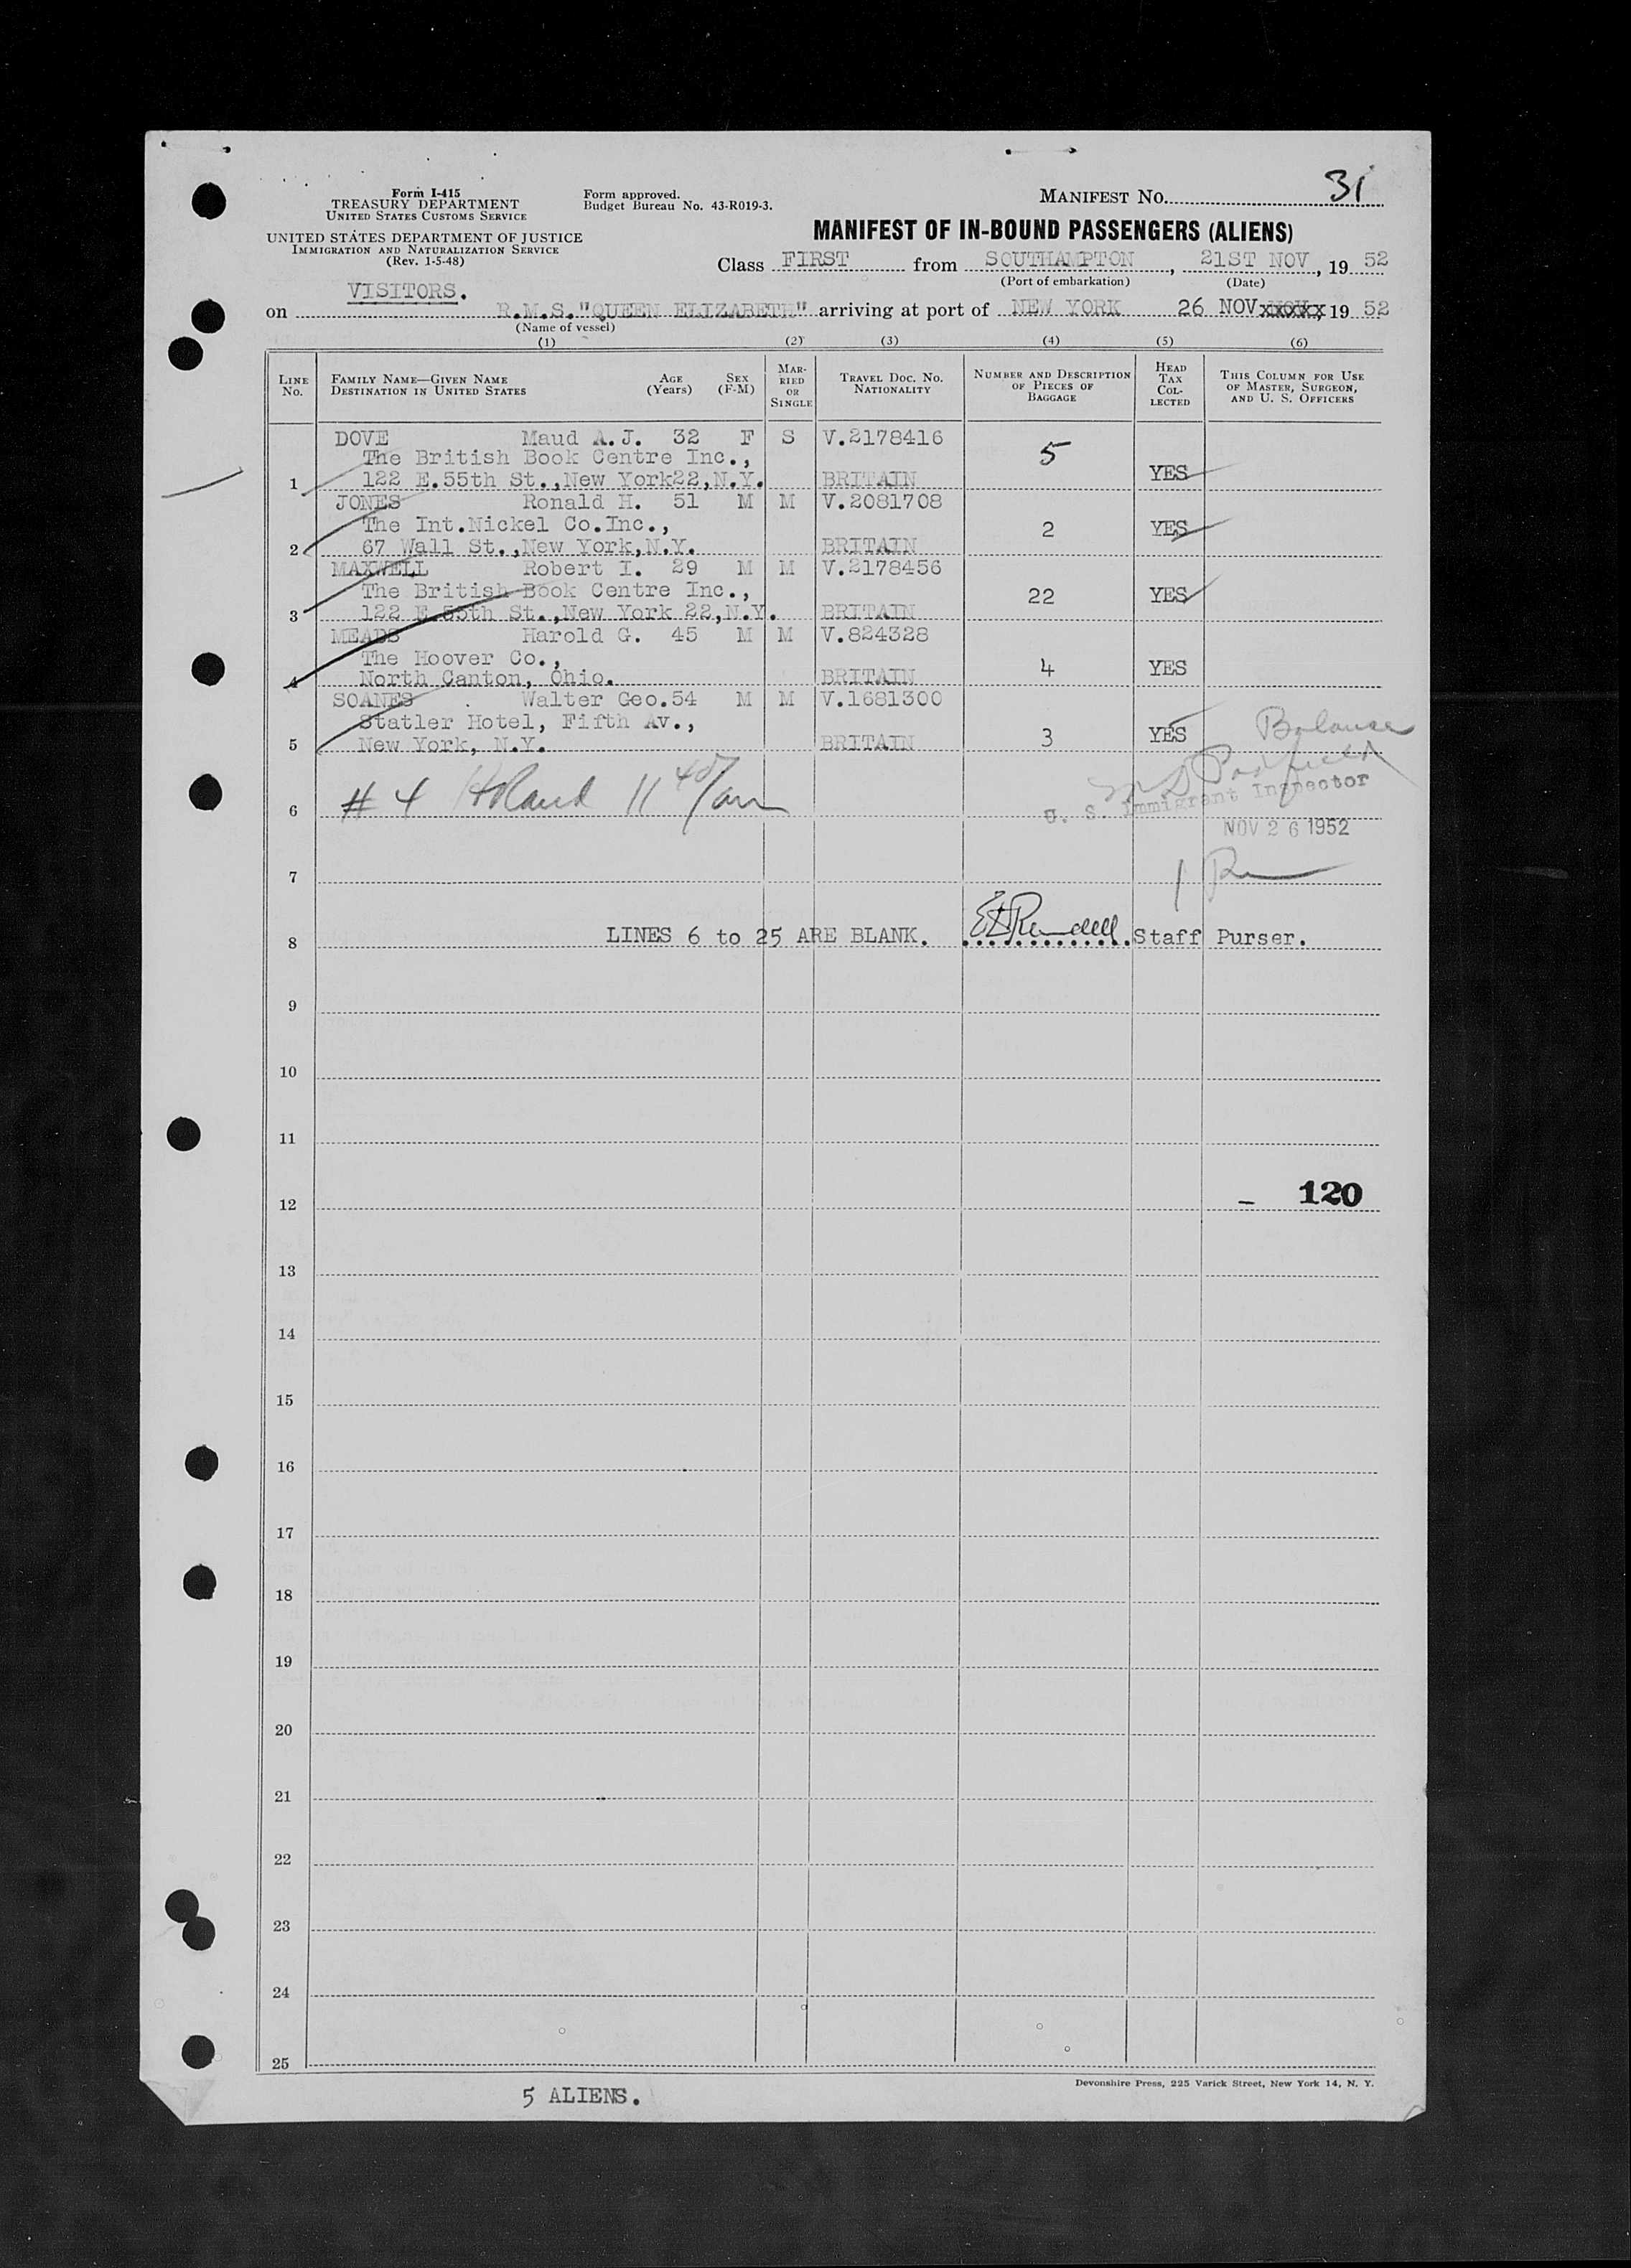 Form I-415
TREASURY DEPARTMENT
UNITED STATES CUSTOMS SERVICE
UNITED STATES DEPARTMENT OF JUSTICE
IMMIGRATION AND NATURALIZATION SERVICE
(Rev. 1-5-48)
Form approved.
Budget Bureau No. 43-R019-3.
MANIFEST NO. 31
MANIFEST OF IN-BOUND PASSENGERS (ALIENS)
Class FIRST from SOUTHAMPTON, 21ST NOV, 19 52
(Port of embarkation) (Date)
VISITORS.
on R.M.S."QUEEN ELIZABETH" arriving at port of NEW YORK 26 NOV 19 52
(Name of vessel)
(1) (2) (3) (4) (5) (6)
LINE NO. FAMILY NAME—GIVEN NAME DESTINATION IN UNITED STATES AGE (Years) SEX (F-M) MARRIED OR SINGLE TRAVEL DOC. NO. NATIONALITY NUMBER AND DESCRIPTION OF PIECES OF BAGGAGE HEAD TAX COLLECTED THIS COLUMN FOR USE OF MASTER, SURGEON, AND U. S. OFFICERS
DOVE Maud A.J. 32 F S V.2178416
The British Book Centre Inc., 5
1 122 E.55th St.,New York22,N.Y. BRITAIN YES
JONES Ronald H. 51 M M V.2081708
The Int.Nickel Co.Inc., 2 YES
2 67 Wall St.,New York,N.Y. BRITAIN
MAXWELL Robert I. 29 M M V.2178456
The British Book Centre Inc., 22 YES
3 122 E.55th St.,New York 22,N.Y. BRITAIN
MEADS Harold G. 45 M M V.824328
The Hoover Co., 4 YES
4 North Canton, Ohio. BRITAIN
SOANES Walter Geo.54 M M V.1681300
Statler Hotel, Fifth Av.,
5 New York, N.Y. BRITAIN 3 YES
Balance
# 4 11 40/am
U. S. Immigrant Inspector
6
NOV 26 1952
7
LINES 6 to 25 ARE BLANK. Staff Purser.
8
9
10
11
- 120
12
13
14
15
16
17
18
19
20
21
22
23
24
25
Devonshire Press, 225 Varick Street, New York 14, N. Y.
5 ALIENS.